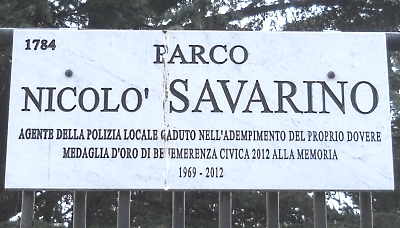 1784
PARCO
NICOLO' SAVARINO
AGENTE DELLA POLIZIA LOCALE CADUTO NELL'ADEMPIMENTO DEL PROPRIO DOVERE
MEDAGLIA D'ORO DI BENEMERENZA CIVICA 2012 ALLA MEMORIA
1969 - 2012